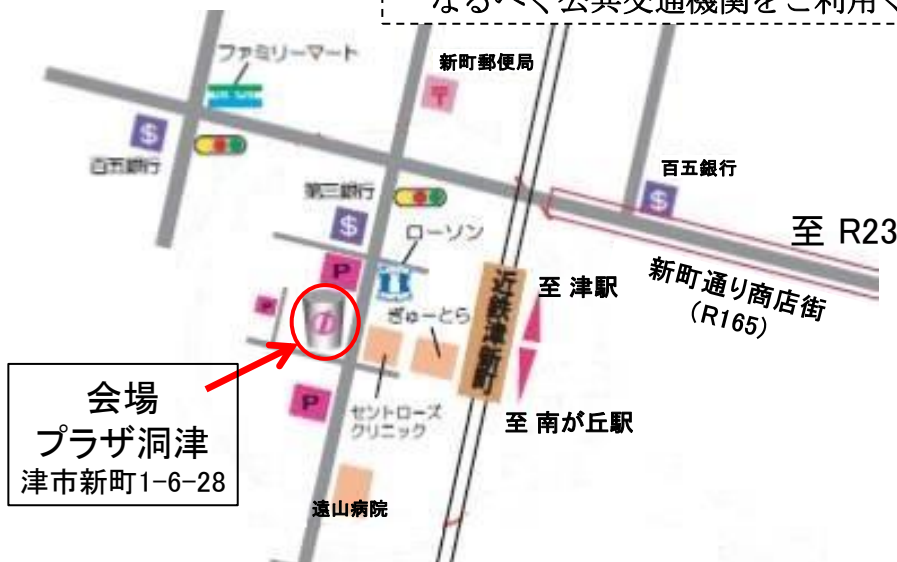 なるべく公共交通機関をご利用く
ファミリーマート
新町郵便局
〒
$
百五銀行
百五銀行
$
第三銀行
$
ローソン
至 R23
P
近鉄津新町
至 津駅
新町通り商店街
(R165)
ぎゅーとら
会場
プラザ洞津
津市新町1-6-28
P
セントローズ
クリニック
至 南が丘駅
遠山病院